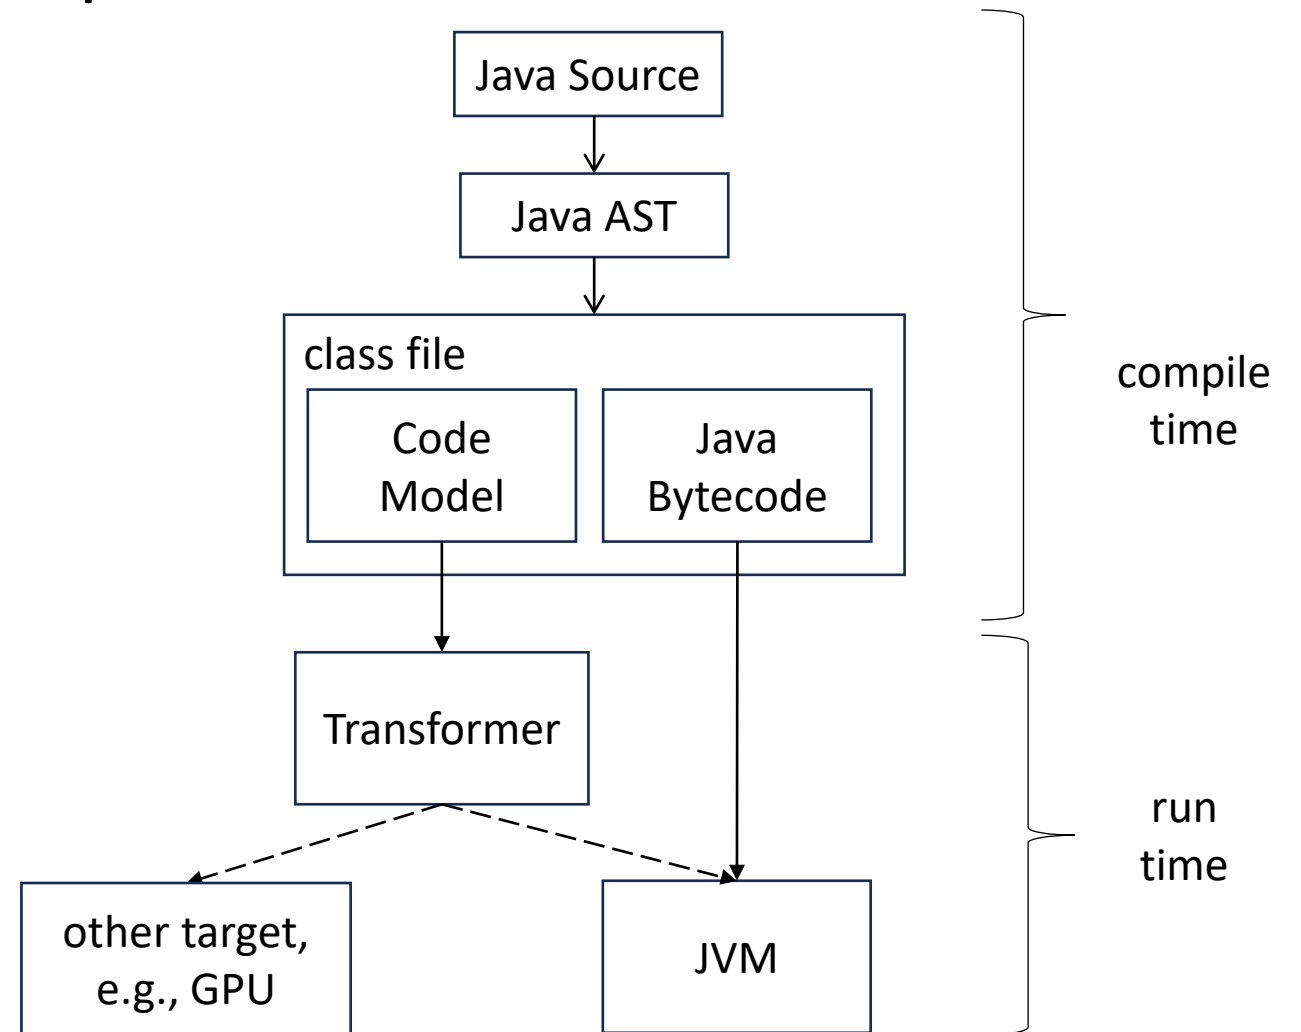 Java Source
Java AST
class file
Code
Model
Java
Bytecode
compile
time
Transformer
run
time
other target,
e.g., GPU
JVM